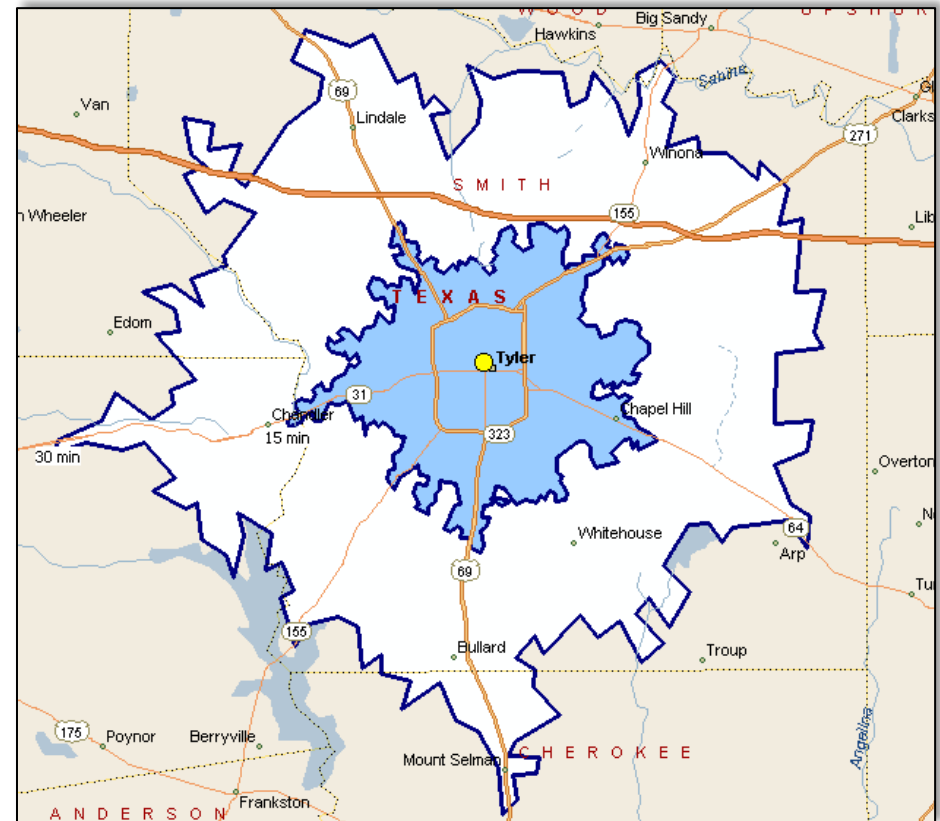 WOOD
UPSHUR
Big Sandy
Hawkins
Sabine
69
Van
Lindale
271
Winona
SMITH
155
Wheeler
TEXAS
Edom
Tyler
31
Chandler
15 min
Chapel Hill
323
30 min
Overton
64
Whitehouse
Arp
69
155
Bullard
Troup
175
Poynor
Berryville
Mount Selman
CHEROKEE
Angelina
Frankston
ANDERSON